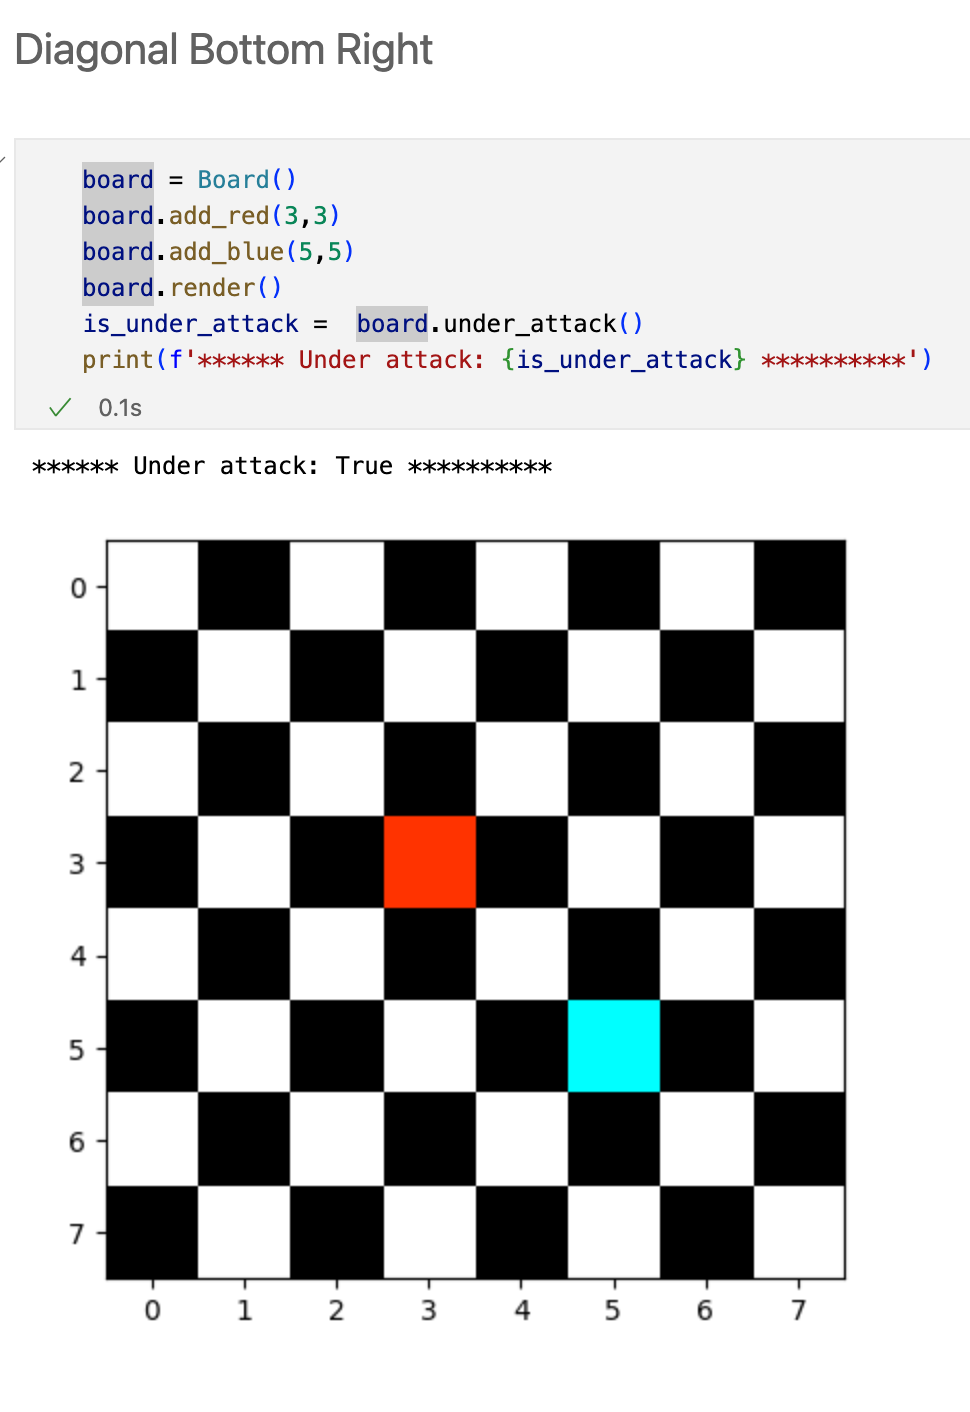 Diagonal Bottom Right
board = Board()
board.add_red(3,3)
board.add_blue(5,5)
board.render()
is_under_attack =  board.under_attack()
print(f'****** Under attack: {is_under_attack} **********')
0.1s
****** Under attack: True **********
0
1
2
3
4
5
6
7
0 1 2 3 4 5 6 7